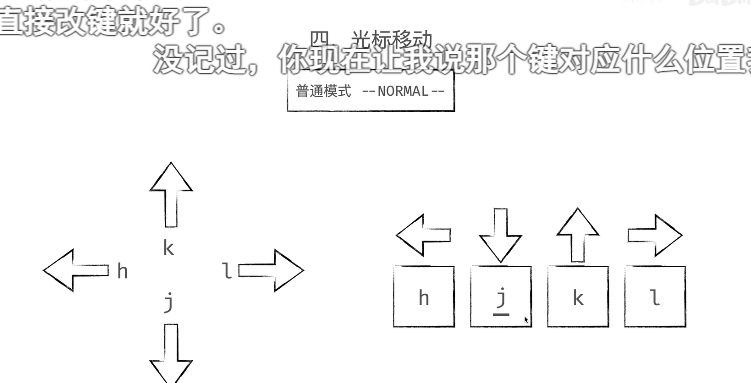 直接改键就好了。
四、光标移动
没记过，你现在让我说那个键对应什么位置
普通模式 --NORMAL--
k
h
l
j
h j k l